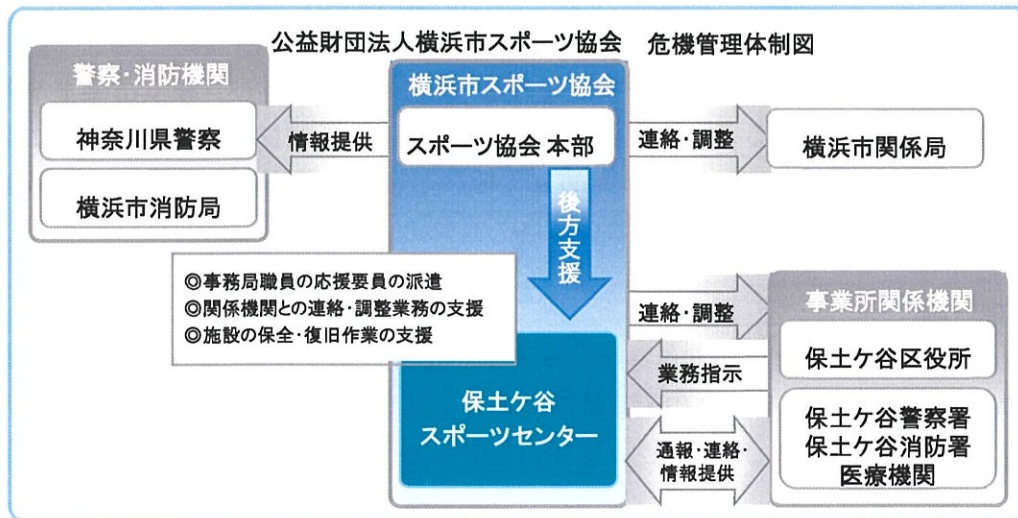 公益財団法人横浜市スポーツ協会　危機管理体制図
警察・消防機関
神奈川県警察
横浜市消防局
情報提供
横浜市スポーツ協会
スポーツ協会 本部
連絡・調整
横浜市関係局
後方支援
◎事務局職員の応援要員の派遣
◎関係機関との連絡・調整業務の支援
◎施設の保全・復旧作業の支援
保土ケ谷
スポーツセンター
連絡・調整
業務指示
通報・連絡・
情報提供
事業所関係機関
保土ケ谷区役所
保土ケ谷警察署
保土ケ谷消防署
医療機関